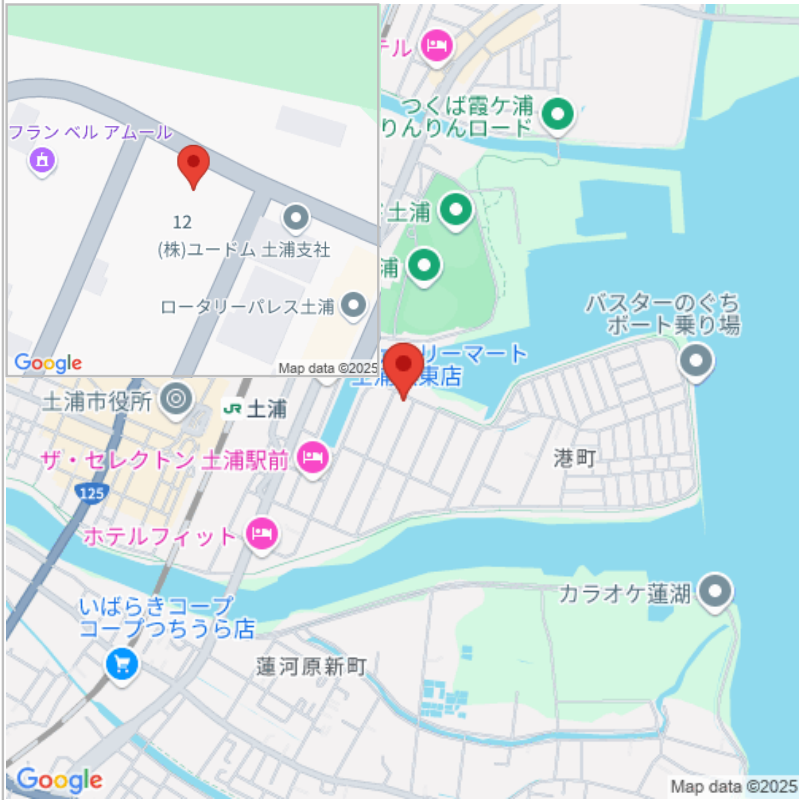 フラン ベル アムール
12
(株)ユードム 土浦支社
ロータリーパレス土浦
Google
Map data ©2025
テル
つくば霞ケ浦
りんりんロード
土浦
浦
バスターのぐち
ボート乗り場
リーマート
東店
土浦市役所
JR 土浦
ザ・セレクトン 土浦駅前
港町
125
ホテルフィット
カラオケ蓮湖
いばらきコープ
コープつちうら店
蓮河原新町
Google
Map data ©2025